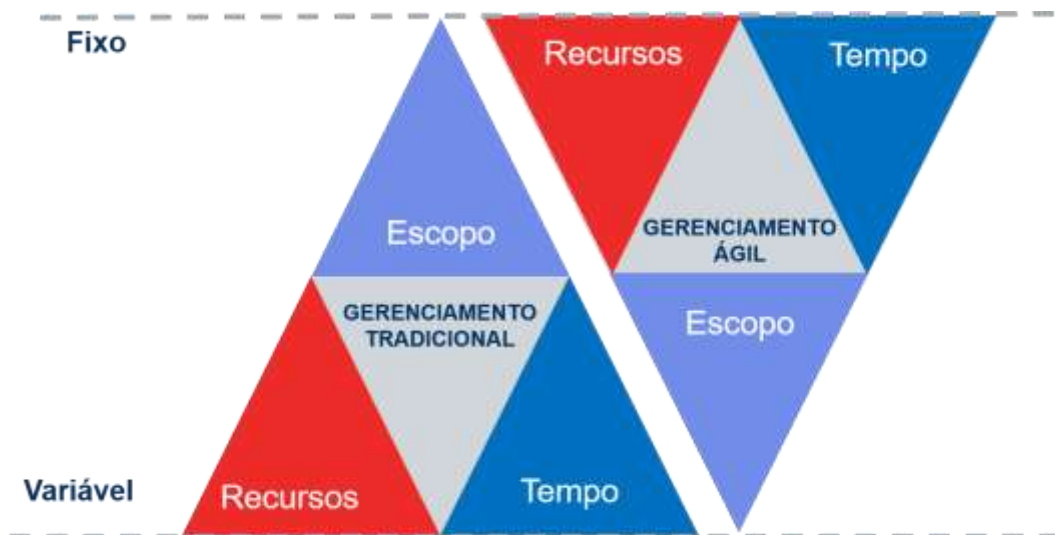 Fixo
Recursos
Tempo
Escopo
GERENCIAMENTO
ÁGIL
GERENCIAMENTO
TRADICIONAL
Escopo
Variável
Recursos
Tempo